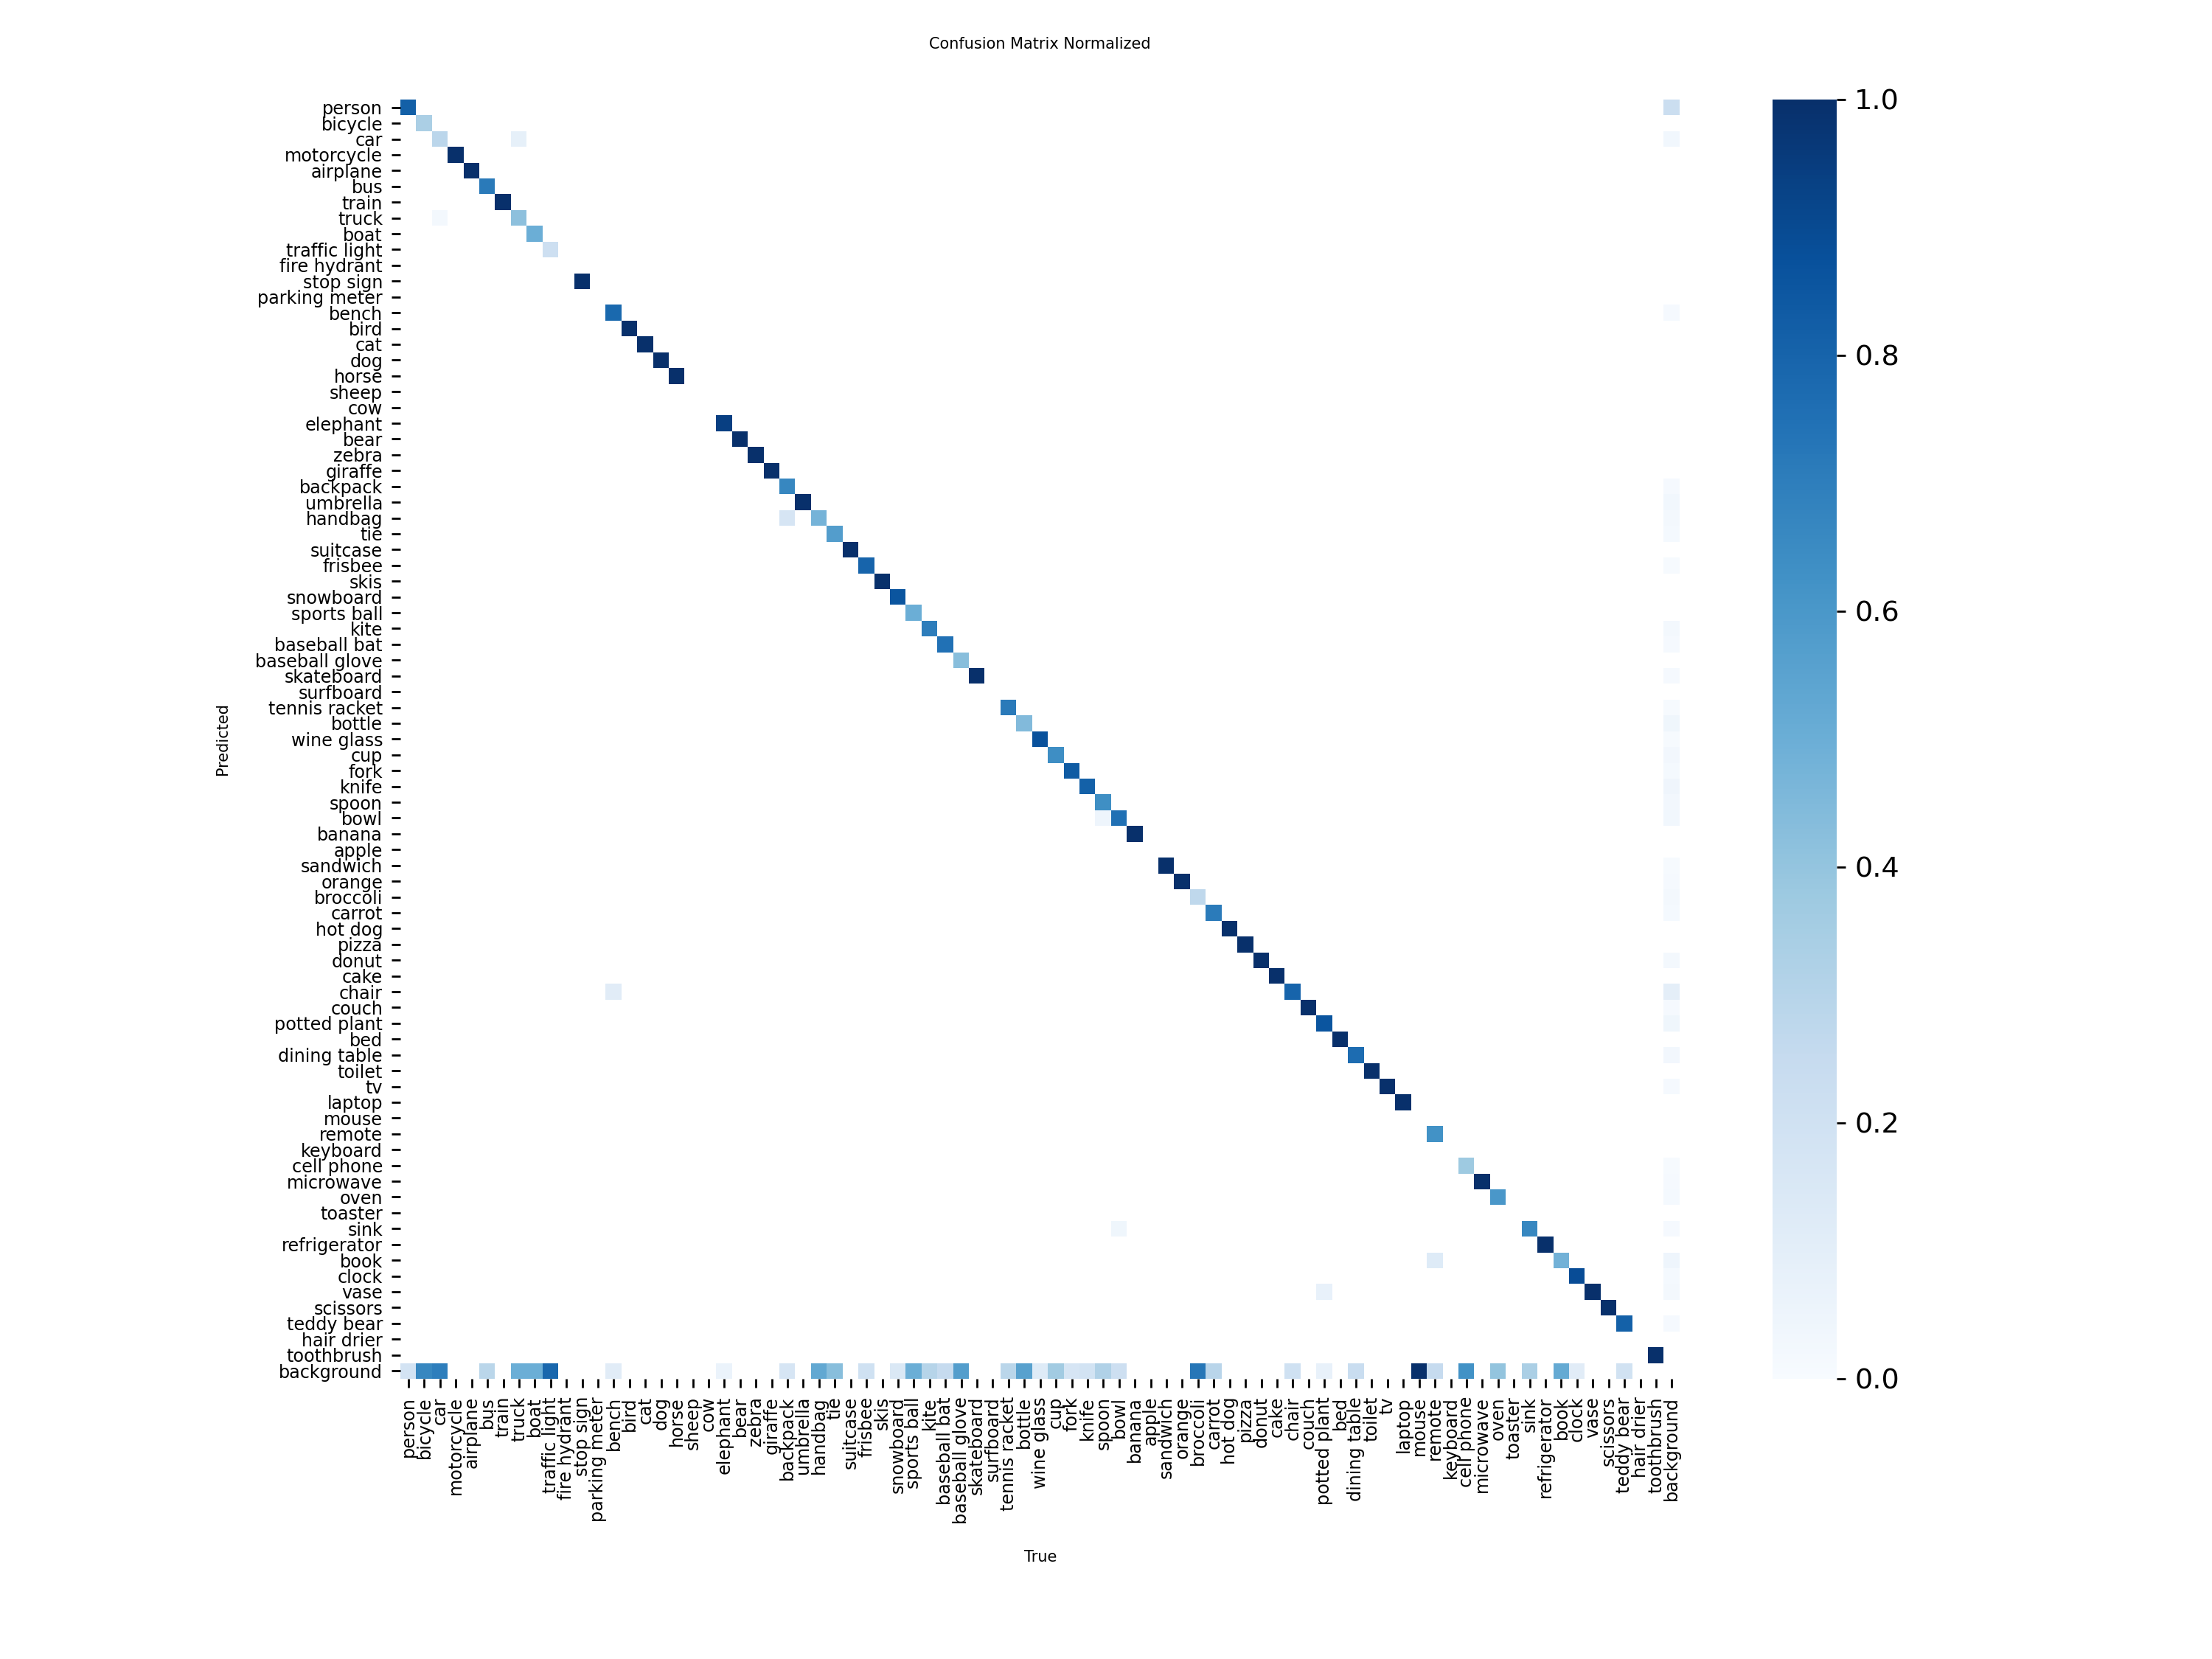 Confusion Matrix Normalized
person
bicycle
car
motorcycle
airplane
bus
train
truck
boat
traffic light
fire hydrant
stop sign
parking meter
bench
bird
cat
dog
horse
sheep
cow
elephant
bear
zebra
giraffe
backpack
umbrella
handbag
tie
suitcase
frisbee
skis
snowboard
sports ball
kite
baseball bat
baseball glove
skateboard
surfboard
tennis racket
bottle
wine glass
cup
fork
knife
spoon
bowl
banana
apple
sandwich
orange
broccoli
carrot
hot dog
pizza
donut
cake
chair
couch
potted plant
bed
dining table
toilet
tv
laptop
mouse
remote
keyboard
cell phone
microwave
oven
toaster
sink
refrigerator
book
clock
vase
scissors
teddy bear
hair drier
toothbrush
background
Predicted
person
bicycle
car
motorcycle
airplane
bus
train
truck
boat
traffic light
fire hydrant
stop sign
parking meter
bench
bird
cat
dog
horse
sheep
cow
elephant
bear
zebra
giraffe
backpack
umbrella
handbag
tie
suitcase
frisbee
skis
snowboard
sports ball
kite
baseball bat
baseball glove
skateboard
surfboard
tennis racket
bottle
wine glass
cup
fork
knife
spoon
bowl
banana
apple
sandwich
orange
broccoli
carrot
hot dog
pizza
donut
cake
chair
couch
potted plant
bed
dining table
toilet
tv
laptop
mouse
remote
keyboard
cell phone
microwave
oven
toaster
sink
refrigerator
book
clock
vase
scissors
teddy bear
hair drier
toothbrush
background
True
1.0
0.8
0.6
0.4
0.2
0.0